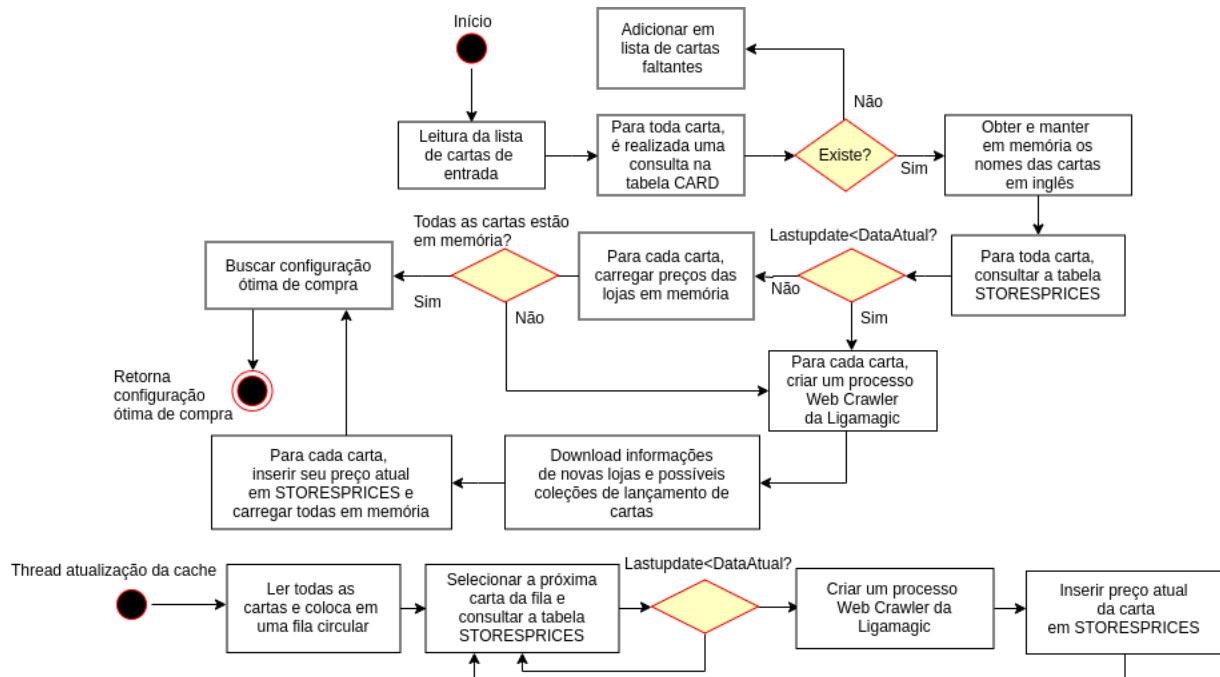 Início
Adicionar em
lista de cartas
faltantes
Não
Leitura da lista
de cartas de
entrada
Para toda carta,
é realizada uma
consulta na
tabela CARD
Existe?
Sim
Obter e manter
em memória os
nomes das cartas
em inglês
Todas as cartas estão
em memória?
Lastupdate<DataAtual?
Buscar configuração
ótima de compra
Sim
Não
Para cada carta,
carregar preços das
lojas em memória
Não
Sim
Para toda carta,
consultar a tabela
STORESPRICES
Retorna
configuração
ótima de compra
Para cada carta,
criar um processo
Web Crawler
da Ligamagic
Para cada carta,
inserir seu preço atual
em STORESPRICES e
carregar todas em memória
Download informações
de novas lojas e possíveis
coleções de lançamento de
cartas
Thread atualização da cache
Ler todas as
cartas e coloca em
uma fila circular
Selecionar a próxima
carta da fila e
consultar a tabela
STORESPRICES
Lastupdate<DataAtual?
Criar um processo
Web Crawler da
Ligamagic
Inserir preço atual
da carta
em STORESPRICES